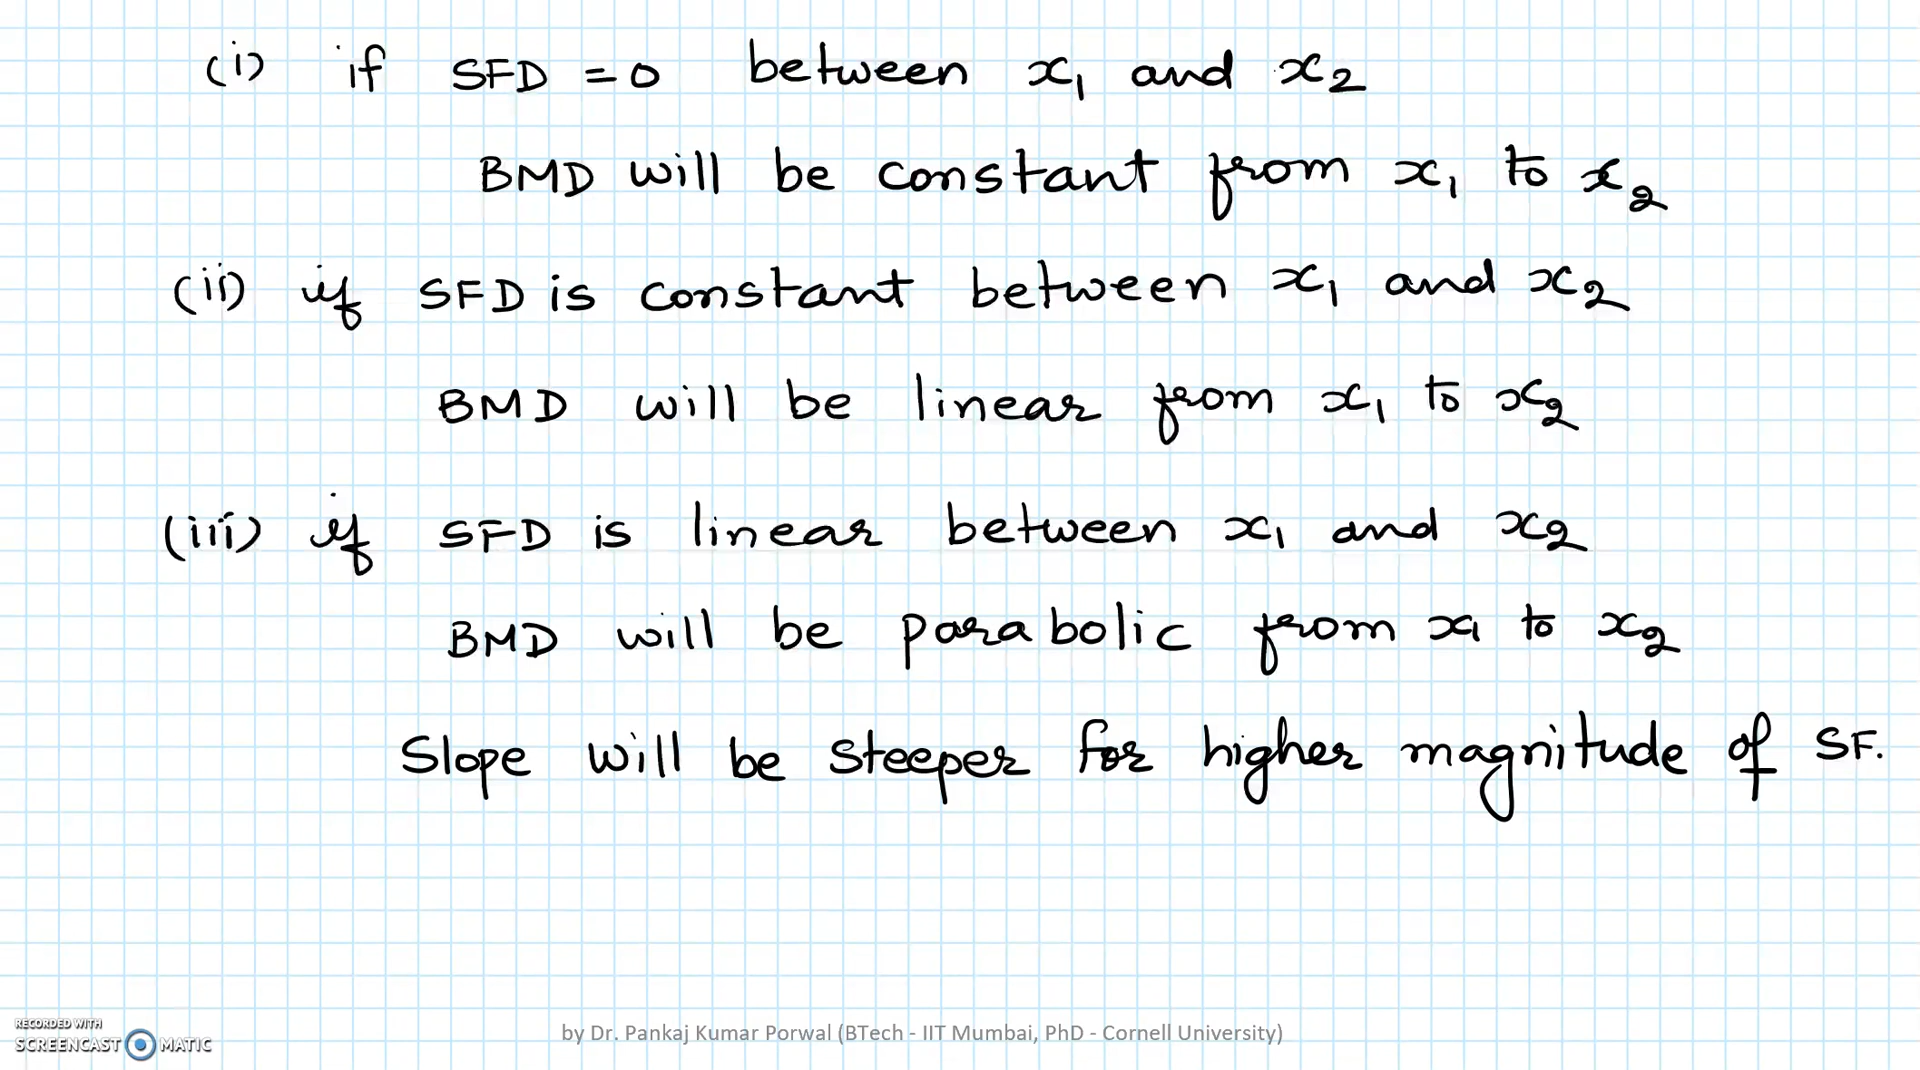 (i) if SFD = 0 between x₁ and x₂
BMD will be constant from x₁ to x₂
(ii) if SFD is constant between x₁ and x₂
BMD will be linear from x₁ to x₂
(iii) if SFD is linear between x₁ and x₂
BMD will be parabolic from x₁ to x₂
Slope will be steeper for higher magnitude of SF.
RECORDED WITH
SCREENCAST MATIC
by Dr. Pankaj Kumar Porwal (BTech - IIT Mumbai, PhD - Cornell University)